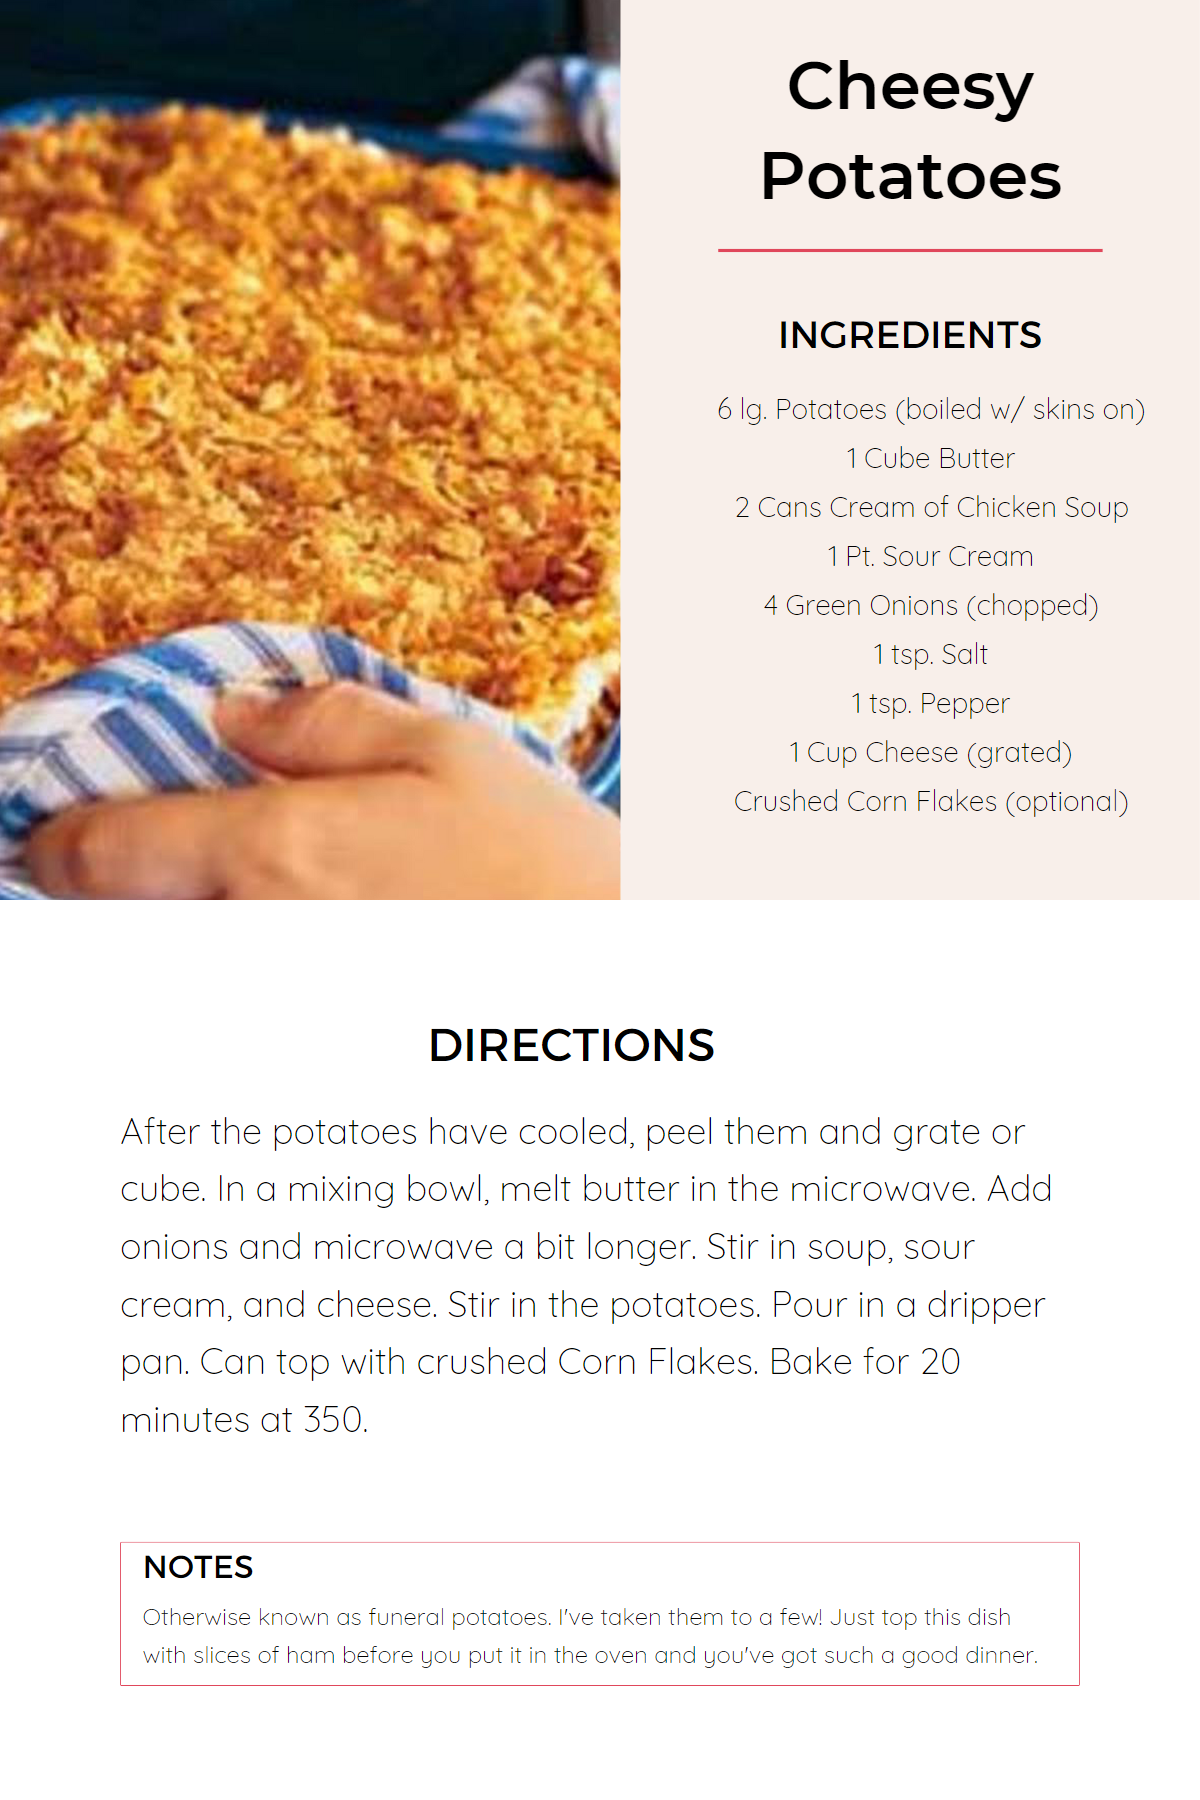 Cheesy
Potatoes
INGREDIENTS
6 lg. Potatoes (boiled w/ skins on)
1 Cube Butter
2 Cans Cream of Chicken Soup
1 Pt. Sour Cream
4 Green Onions (chopped)
1 tsp. Salt
1 tsp. Pepper
1 Cup Cheese (grated)
Crushed Corn Flakes (optional)
DIRECTIONS
After the potatoes have cooled, peel them and grate or
cube. In a mixing bowl, melt butter in the microwave. Add
onions and microwave a bit longer. Stir in soup, sour
cream, and cheese. Stir in the potatoes. Pour in a dripper
pan. Can top with crushed Corn Flakes. Bake for 20
minutes at 350.
NOTES
Otherwise known as funeral potatoes. I've taken them to a few! Just top this dish
with slices of ham before you put it in the oven and you've got such a good dinner.